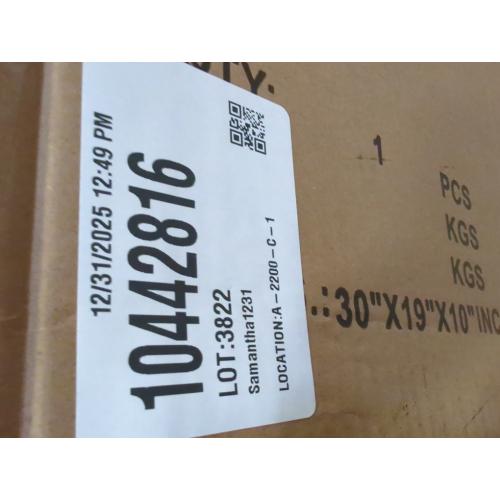 12/31/2025 12:49 PM
10442816
LOT:3822
Samantha1231
LOCATION:A-2200-C-1
1
PCS
KGS
KGS
.:30"X19"X10"INC